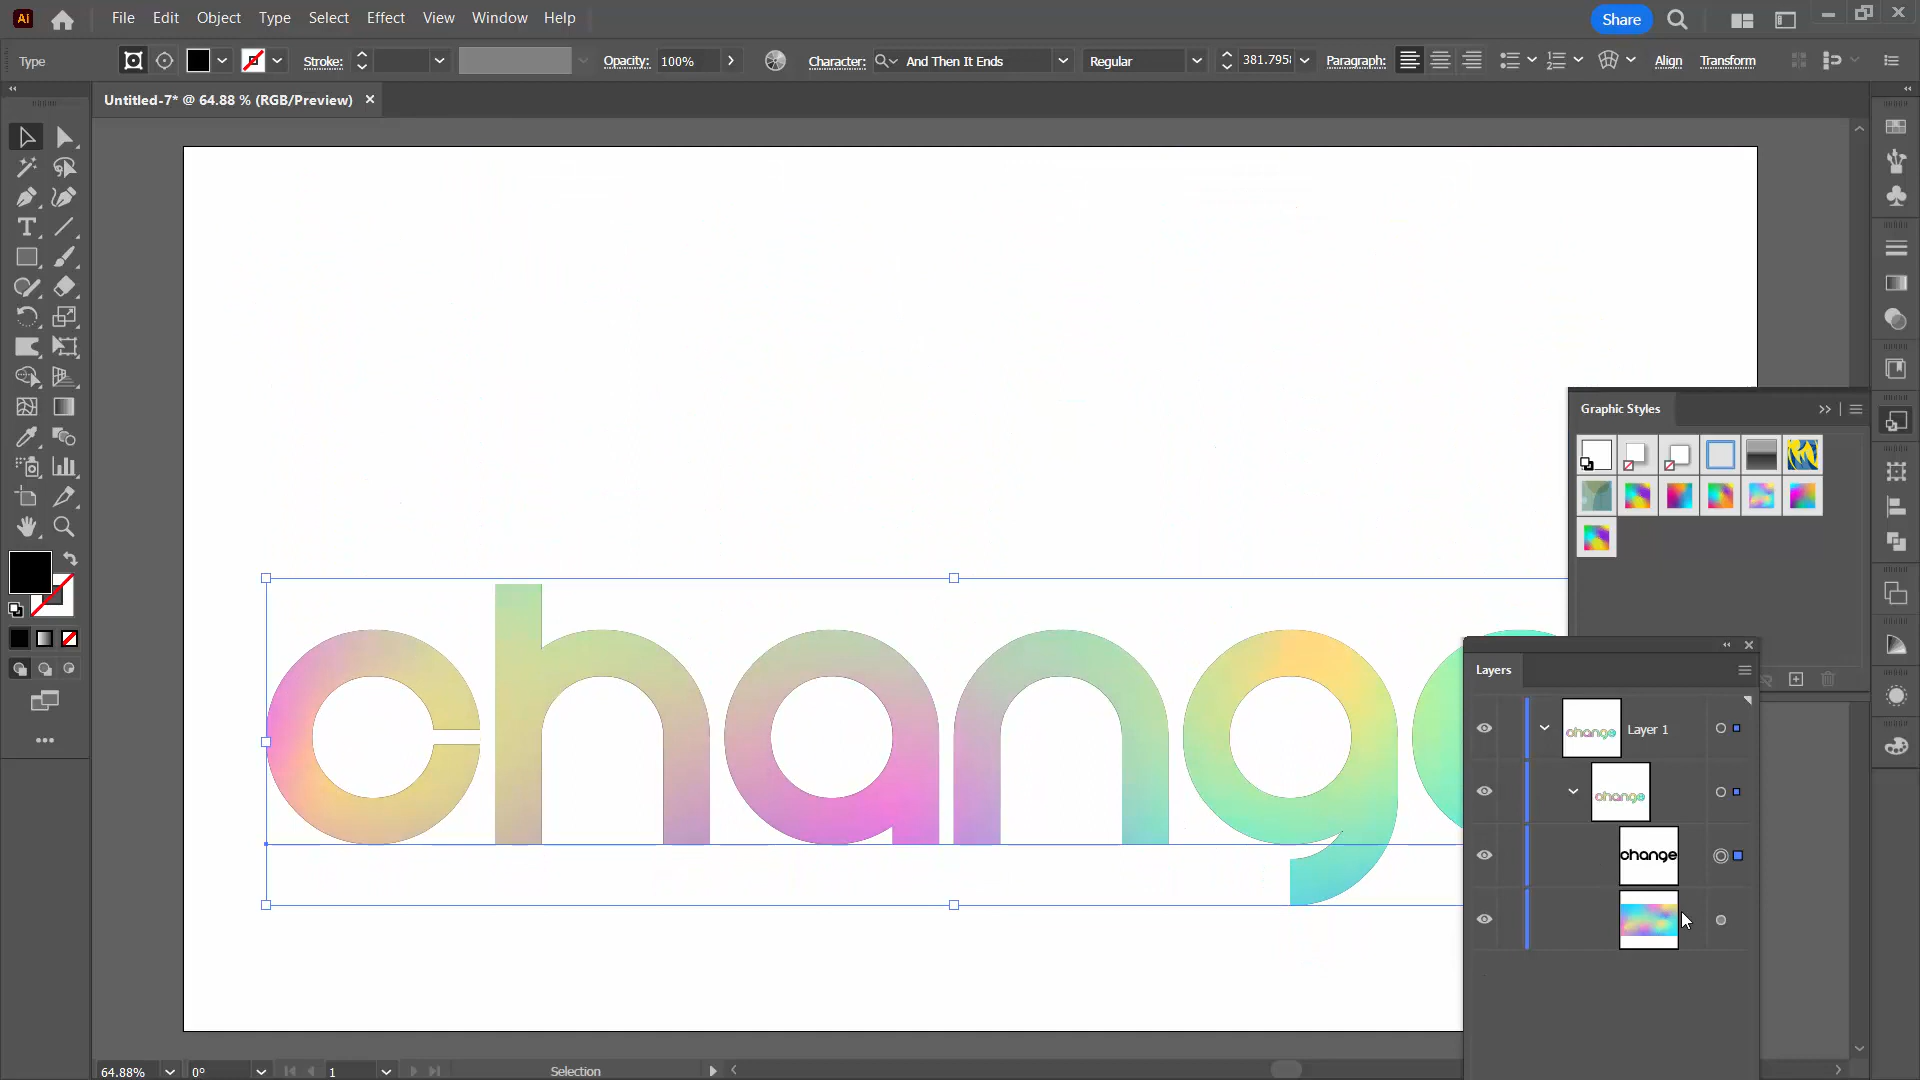 Ai File Edit Object Type Select Effect View Window Help Share
Type Stroke: Opacity: 100% Character: And Then It Ends Regular 381.795 Paragraph: Align Transform
Untitled-7* @ 64.88 % (RGB/Preview)
Graphic Styles
change
Layers
change Layer 1
change
change
64.88% 0° 1 Selection